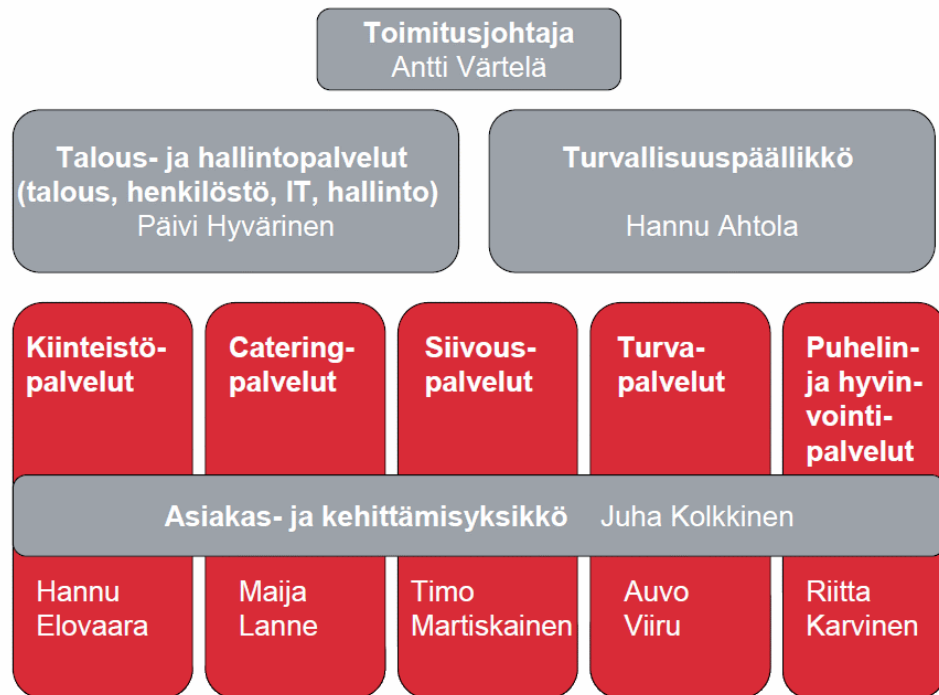 Toimitusjohtaja
Antti Värtelä
Talous- ja hallintopalvelut
(talous, henkilöstö, IT, hallinto)
Päivi Hyvärinen
Turvallisuuspäällikkö
Hannu Ahtola
Kiinteistö-
palvelut
Catering-
palvelut
Siivous-
palvelut
Turva-
palvelut
Puhelin-
ja hyvin-
vointi-
palvelut
Asiakas- ja kehittämisyksikkö Juha Kolkkinen
Hannu
Elovaara
Maija
Lanne
Timo
Martiskainen
Auvo
Viiru
Riitta
Karvinen